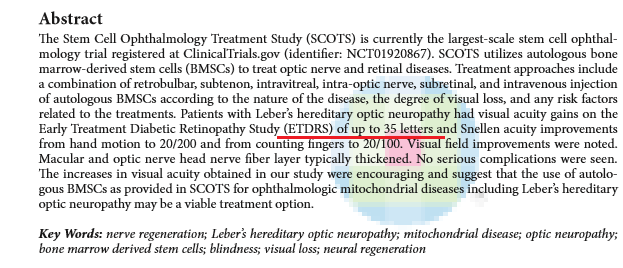 Abstract
The Stem Cell Ophthalmology Treatment Study (SCOTS) is currently the largest-scale stem cell ophthal-
mology trial registered at ClinicalTrials.gov (identifier: NCT01920867). SCOTS utilizes autologous bone
marrow-derived stem cells (BMSCs) to treat optic nerve and retinal diseases. Treatment approaches include
a combination of retrobulbar, subtenon, intravitreal, intra-optic nerve, subretinal, and intravenous injection
of autologous BMSCs according to the nature of the disease, the degree of visual loss, and any risk factors
related to the treatments. Patients with Leber's hereditary optic neuropathy had visual acuity gains on the
Early Treatment Diabetic Retinopathy Study (ETDRS) of up to 35 letters and Snellen acuity improvements
from hand motion to 20/200 and from counting fingers to 20/100. Visual field improvements were noted.
Macular and optic nerve head nerve fiber layer typically thickened. No serious complications were seen.
The increases in visual acuity obtained in our study were encouraging and suggest that the use of autolo-
gous BMSCs as provided in SCOTS for ophthalmologic mitochondrial diseases including Leber's hereditary
optic neuropathy may be a viable treatment option.
Key Words: nerve regeneration; Leber's hereditary optic neuropathy; mitochondrial disease; optic neuropathy;
bone marrow derived stem cells; blindness; visual loss; neural regeneration